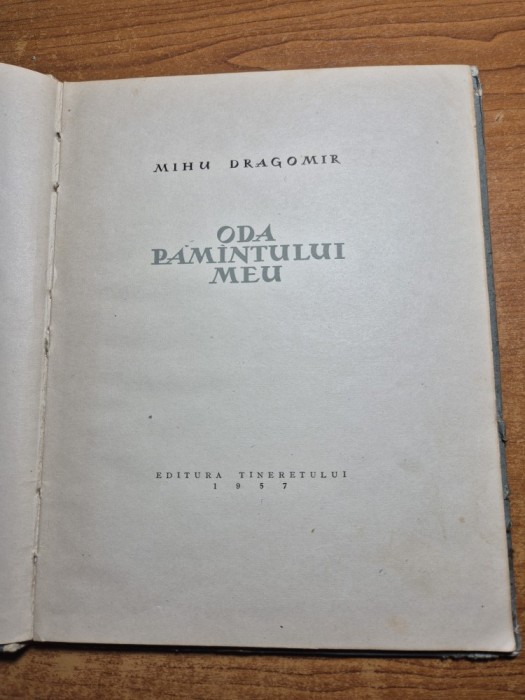 MIHU DRAGOMIR
ODA
PĂMÎNTULUI
MEU
EDITURA TINERETULUI
1957